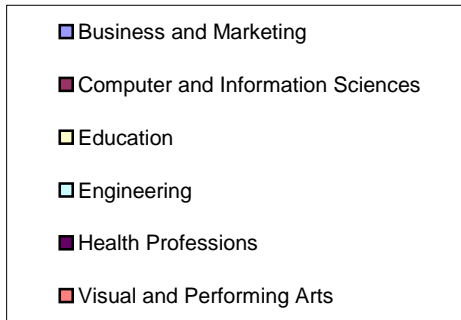 Business and Marketing
Computer and Information Sciences
Education
Engineering
Health Professions
Visual and Performing Arts